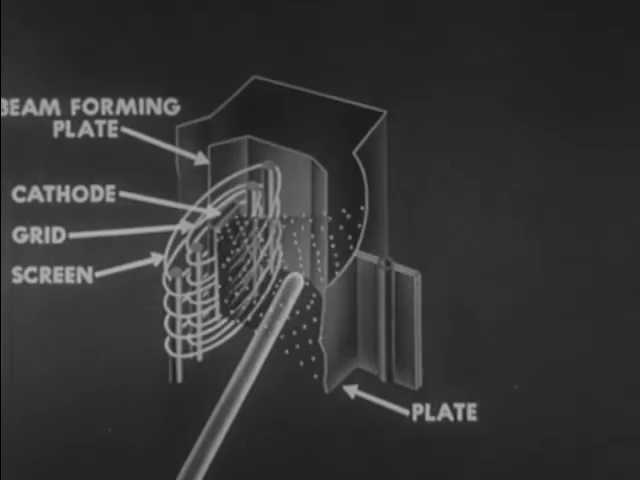 BEAM FORMING
PLATE
CATHODE
GRID
SCREEN
PLATE